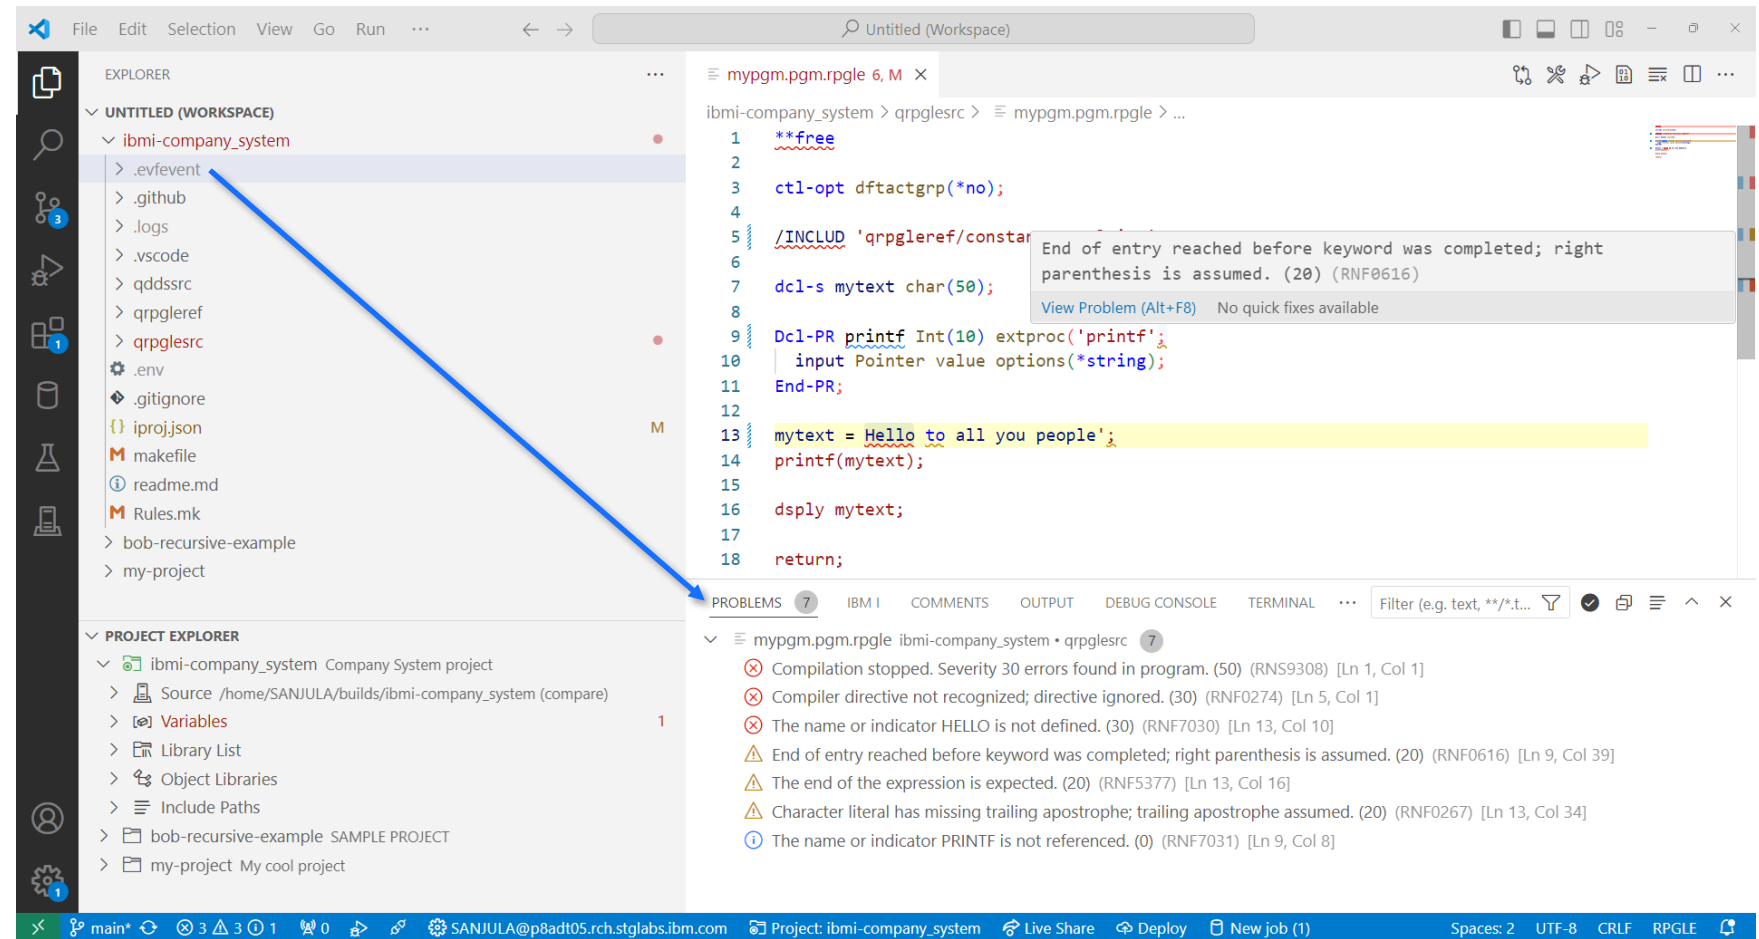 File Edit Selection View Go Run ··· Untitled (Workspace)
EXPLORER ···
UNTITLED (WORKSPACE)
ibmi-company_system
.evfevent
.github
.logs
.vscode
qddssrc
qrpgleref
qrpglesrc
.env
.gitignore
{} iproj.json M
M makefile
readme.md
M Rules.mk
bob-recursive-example
my-project
3
1
1
PROJECT EXPLORER
ibmi-company_system Company System project
Source /home/SANJULA/builds/ibmi-company_system (compare)
Variables 1
Library List
Object Libraries
Include Paths
bob-recursive-example SAMPLE PROJECT
my-project My cool project
mypgm.pgm.rpgle 6, M
ibmi-company_system > qrpglesrc > mypgm.pgm.rpgle > ...
1 **free
2
3 ctl-opt dftactgrp(*no);
4
5 /INCLUD 'qrpgleref/constan
6
7 dcl-s mytext char(50);
8
9 Dcl-PR printf Int(10) extproc('printf';
10 input Pointer value options(*string);
11 End-PR;
12
13 mytext = Hello to all you people';
14 printf(mytext);
15
16 dsply mytext;
17
18 return;
End of entry reached before keyword was completed; right
parenthesis is assumed. (20) (RNF0616)
View Problem (Alt+F8) No quick fixes available
PROBLEMS 7 IBM I COMMENTS OUTPUT DEBUG CONSOLE TERMINAL ··· Filter (e.g. text, **/*.t...
mypgm.pgm.rpgle ibmi-company_system • qrpglesrc 7
Compilation stopped. Severity 30 errors found in program. (50) (RNS9308) [Ln 1, Col 1]
Compiler directive not recognized; directive ignored. (30) (RNF0274) [Ln 5, Col 1]
The name or indicator HELLO is not defined. (30) (RNF7030) [Ln 13, Col 10]
End of entry reached before keyword was completed; right parenthesis is assumed. (20) (RNF0616) [Ln 9, Col 39]
The end of the expression is expected. (20) (RNF5377) [Ln 13, Col 16]
Character literal has missing trailing apostrophe; trailing apostrophe assumed. (20) (RNF0267) [Ln 13, Col 34]
The name or indicator PRINTF is not referenced. (0) (RNF7031) [Ln 9, Col 8]
main* 3 3 1 0 SANJULA@p8adt05.rch.stglabs.ibm.com Project: ibmi-company_system Live Share Deploy New job (1) Spaces: 2 UTF-8 CRLF RPGLE